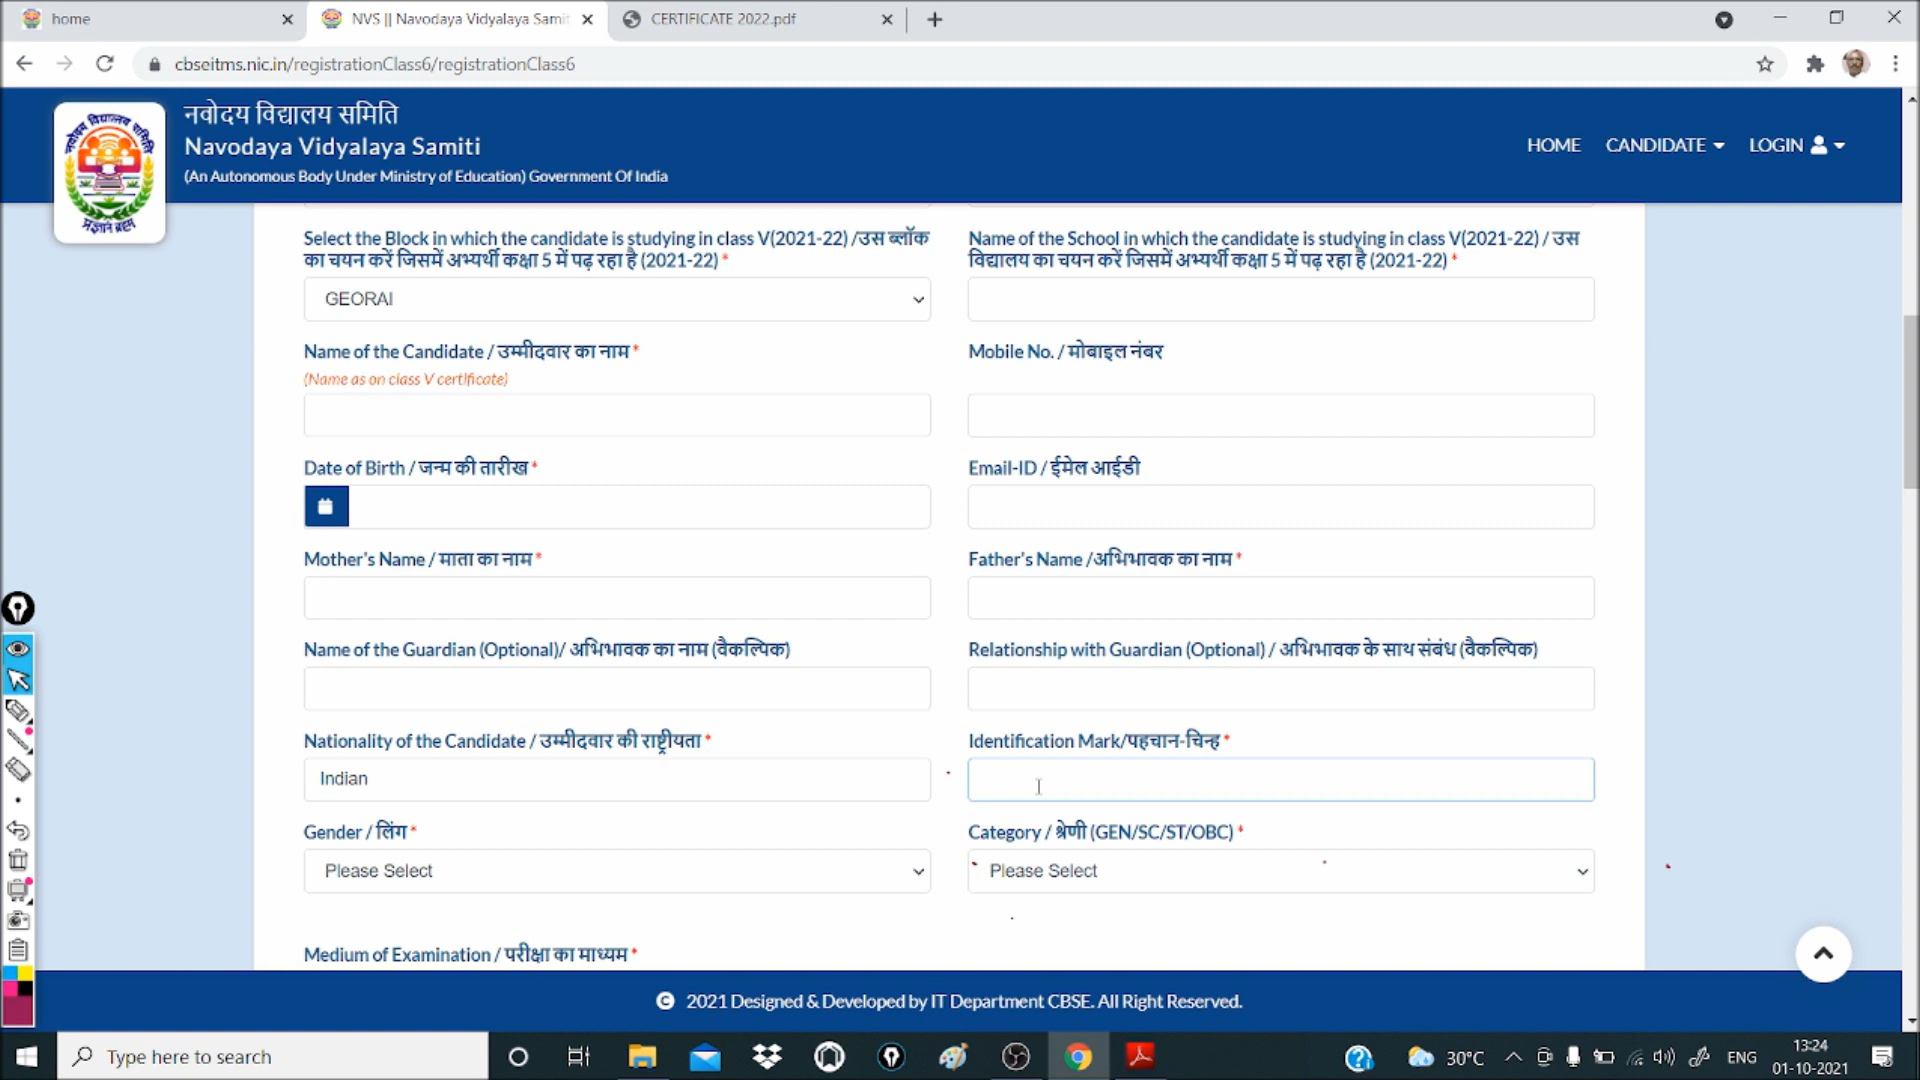 home
NVS || Navodaya Vidyalaya Samit
CERTIFICATE 2022.pdf
cbseitms.nic.in/registrationClass6/registrationClass6
नवोदय विद्यालय समिति
Navodaya Vidyalaya Samiti
(An Autonomous Body Under Ministry of Education) Government Of India
HOME
CANDIDATE
LOGIN
नवोदय विद्यालय समिति
प्रज्ञानं ब्रह्म
Select the Block in which the candidate is studying in class V(2021-22) /उस ब्लॉक
का चयन करें जिसमें अभ्यर्थी कक्षा 5 में पढ़ रहा है (2021-22) *
GEORAI
Name of the School in which the candidate is studying in class V(2021-22) / उस
विद्यालय का चयन करें जिसमें अभ्यर्थी कक्षा 5 में पढ़ रहा है (2021-22) *
Name of the Candidate / उम्मीदवार का नाम *
(Name as on class V certificate)
Mobile No. / मोबाइल नंबर
Date of Birth / जन्म की तारीख *
Email-ID / ईमेल आईडी
Mother's Name / माता का नाम *
Father's Name /अभिभावक का नाम *
Name of the Guardian (Optional)/ अभिभावक का नाम (वैकल्पिक)
Relationship with Guardian (Optional) / अभिभावक के साथ संबंध (वैकल्पिक)
Nationality of the Candidate / उम्मीदवार की राष्ट्रीयता *
Indian
Identification Mark/पहचान-चिन्ह *
Gender / लिंग *
Please Select
Category / श्रेणी (GEN/SC/ST/OBC) *
Please Select
Medium of Examination / परीक्षा का माध्यम *
© 2021 Designed & Developed by IT Department CBSE. All Right Reserved.
Type here to search
30°C
ENG
13:24
01-10-2021